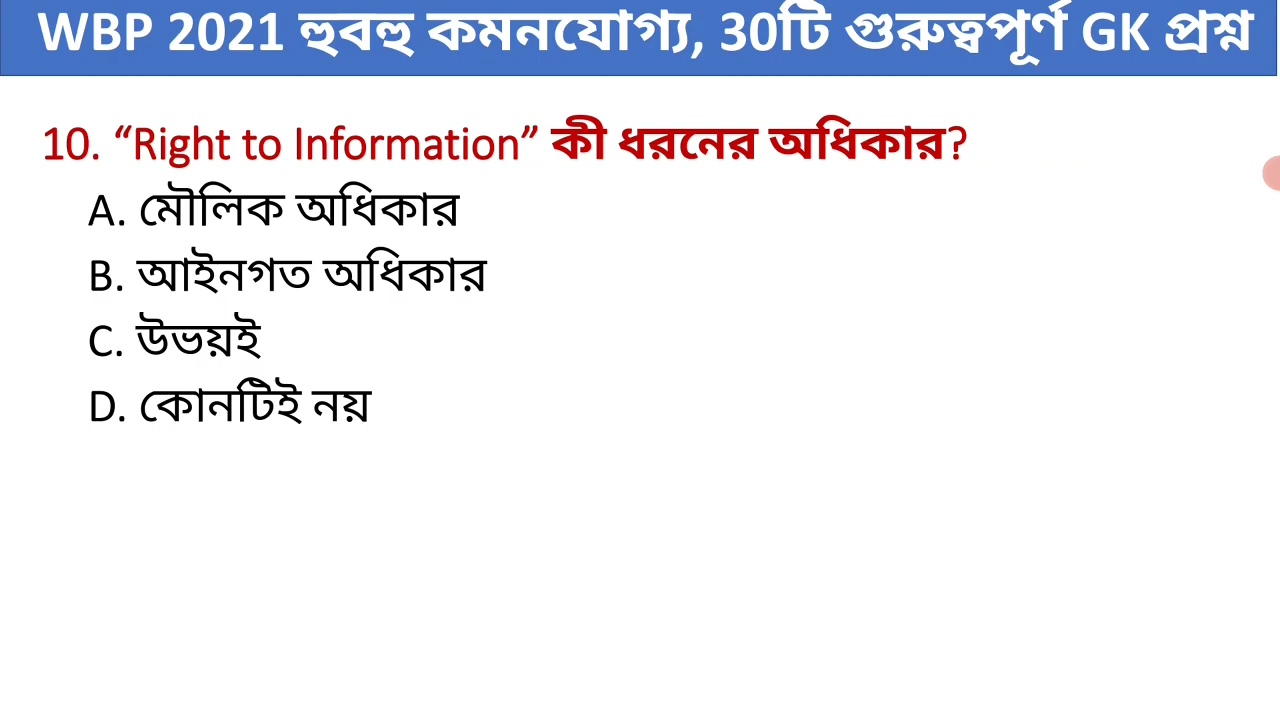 WBP 2021 হুবহু কমনযোগ্য, 30টি গুরুত্বপূর্ণ GK প্রশ্ন
10. “Right to Information” কী ধরনের অধিকার?
A. মৌলিক অধিকার
B. আইনগত অধিকার
C. উভয়ই
D. কোনটিই নয়